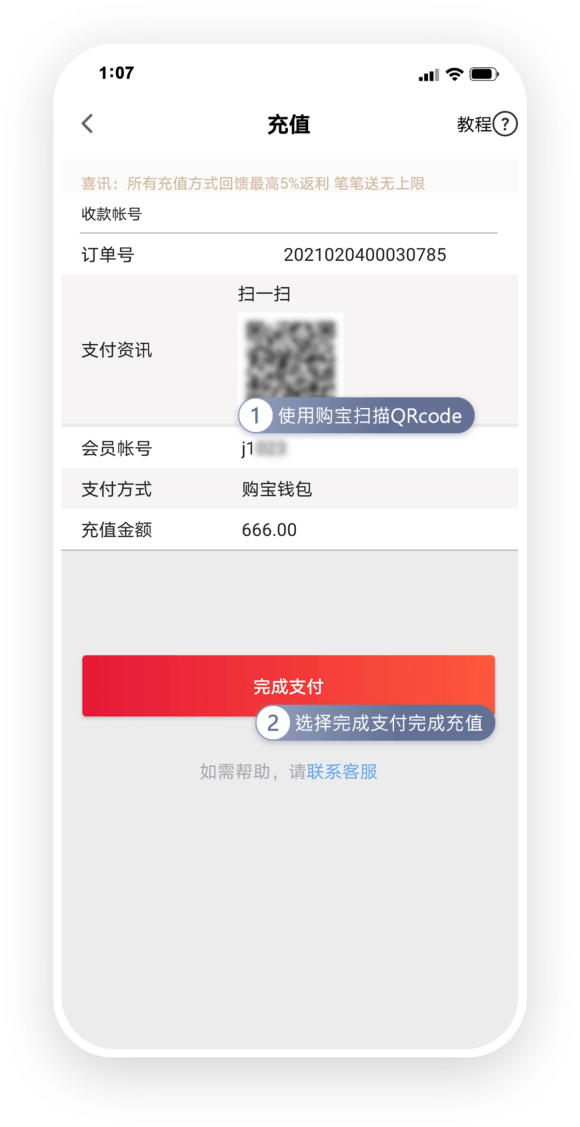 1:07
充值
教程?
喜讯：所有充值方式回馈最高5%返利 笔笔送无上限
收款帐号
订单号 2021020400030785
扫一扫
支付资讯
1 使用购宝扫描QRcode
会员帐号 j1
支付方式 购宝钱包
充值金额 666.00
完成支付
2 選择完成支付完成充值
如需帮助，请联系客服